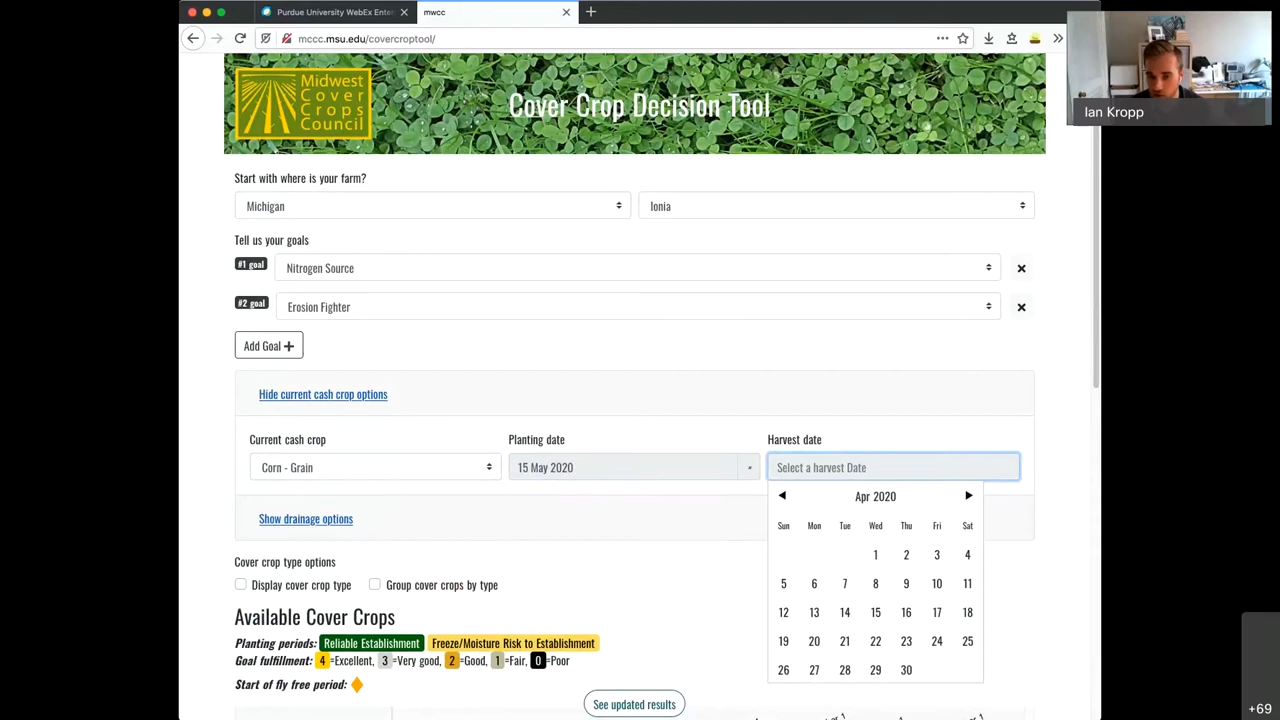 Purdue University WebEx Enter
mwcc
mccc.msu.edu/covercroptool/
Midwest
Cover
Crops
Council
Cover Crop Decision Tool
Ian Kropp
Start with where is your farm?
Michigan
Ionia
Tell us your goals
#1 goal
Nitrogen Source
#2 goal
Erosion Fighter
Add Goal +
Hide current cash crop options
Current cash crop
Planting date
Harvest date
Corn - Grain
15 May 2020
Select a harvest Date
Apr 2020
Sun Mon Tue Wed Thu Fri Sat
1 2 3 4
5 6 7 8 9 10 11
12 13 14 15 16 17 18
19 20 21 22 23 24 25
26 27 28 29 30
Show drainage options
Cover crop type options
Display cover crop type
Group cover crops by type
Available Cover Crops
Planting periods: Reliable Establishment Freeze/Moisture Risk to Establishment
Goal fulfillment: 4=Excellent, 3=Very good, 2=Good, 1=Fair, 0=Poor
Start of fly free period:
See updated results
+69